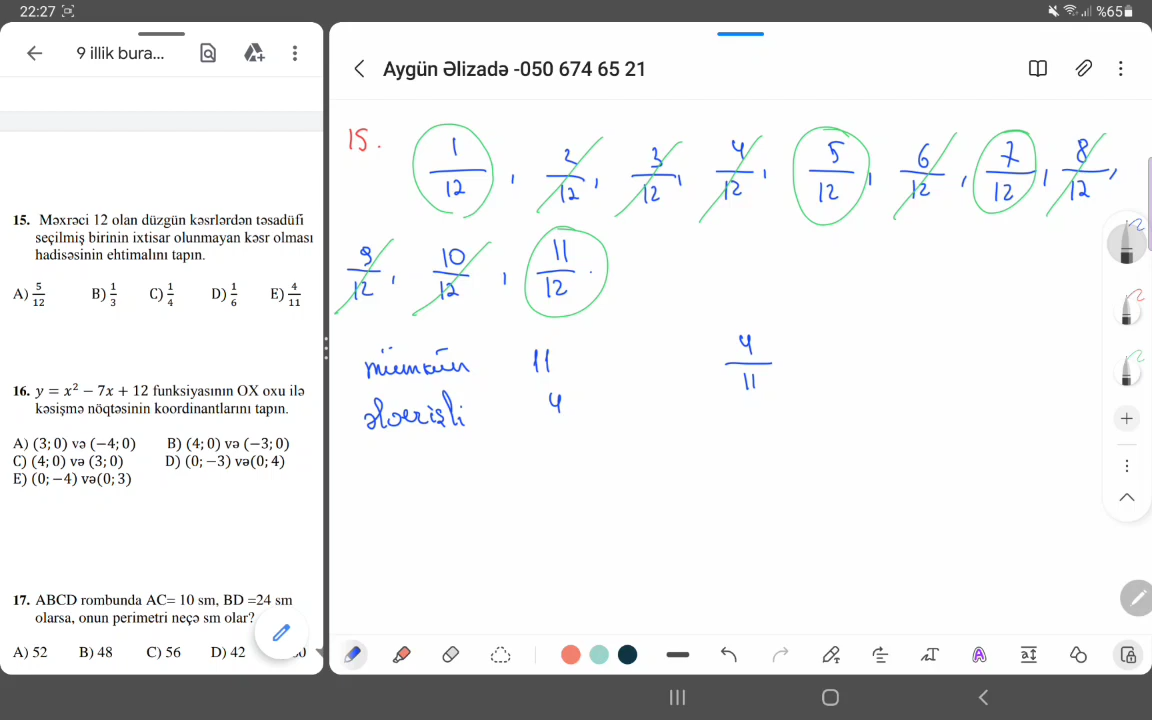 22:27 %65
9 illik bura...
15. Məxrəci 12 olan düzgün kəsrlərdən təsadüfi
seçilmiş birinin ixtisar olunmayan kəsr olması
hadisəsinin ehtimalını tapın.
A) 5/12 B) 1/3 C) 1/4 D) 1/6 E) 4/11
16. y = x² − 7x + 12 funksiyasının OX oxu ilə
kəsişmə nöqtəsinin koordinantlarını tapın.
A) (3; 0) və (−4; 0) B) (4; 0) və (−3; 0)
C) (4; 0) və (3; 0) D) (0; −3) və(0; 4)
E) (0; −4) və(0; 3)
17. ABCD rombunda AC= 10 sm, BD =24 sm
olarsa, onun perimetri neçə sm olar?
A) 52 B) 48 C) 56 D) 42
Aygün Əlizadə -050 674 65 21
15. 1/12, 2/12, 3/12, 4/12, 5/12, 6/12, 7/12, 8/12,
9/12, 10/12, 11/12.
mümkün 11
əlverişli 4
4/11